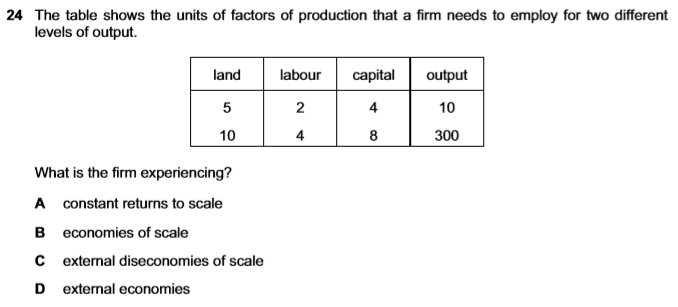 24 The table shows the units of factors of production that a firm needs to employ for two different
levels of output.
land labour capital output
5 2 4 10
10 4 8 300
What is the firm experiencing?
A constant returns to scale
B economies of scale
C external diseconomies of scale
D external economies